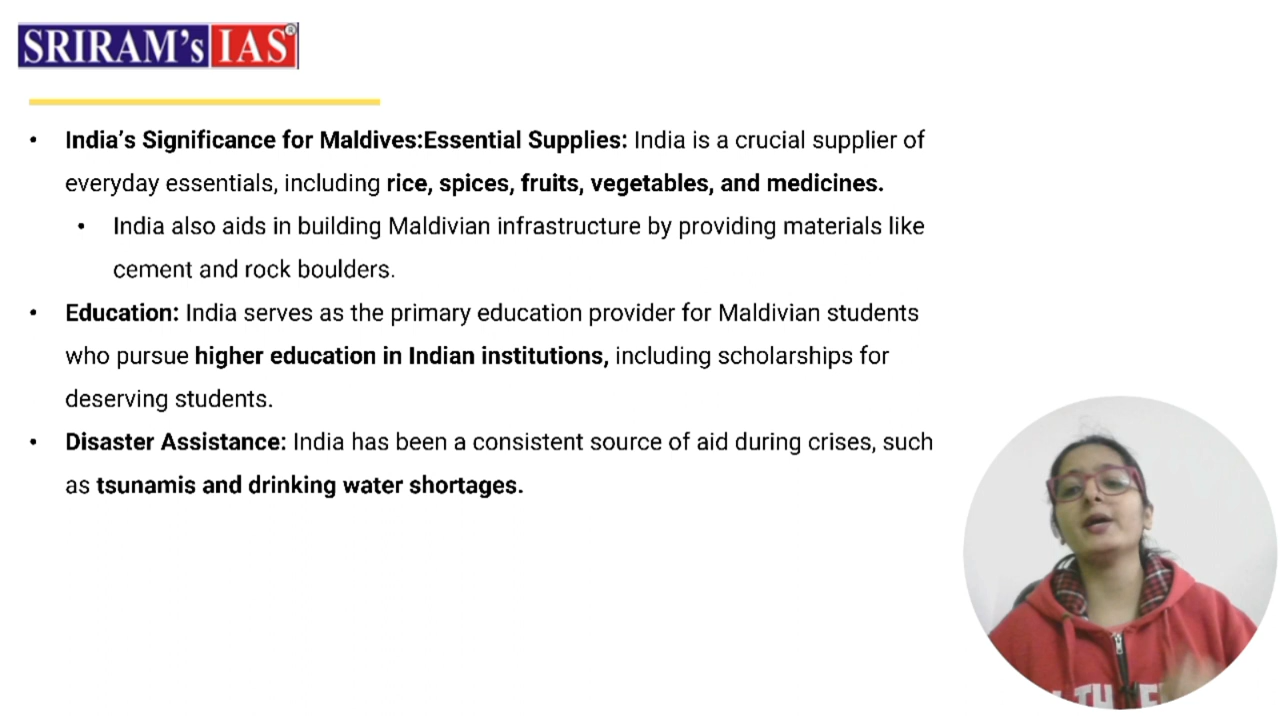 SRIRAM's IAS®
• India’s Significance for Maldives:Essential Supplies: India is a crucial supplier of
everyday essentials, including rice, spices, fruits, vegetables, and medicines.
• India also aids in building Maldivian infrastructure by providing materials like
cement and rock boulders.
• Education: India serves as the primary education provider for Maldivian students
who pursue higher education in Indian institutions, including scholarships for
deserving students.
• Disaster Assistance: India has been a consistent source of aid during crises, such
as tsunamis and drinking water shortages.